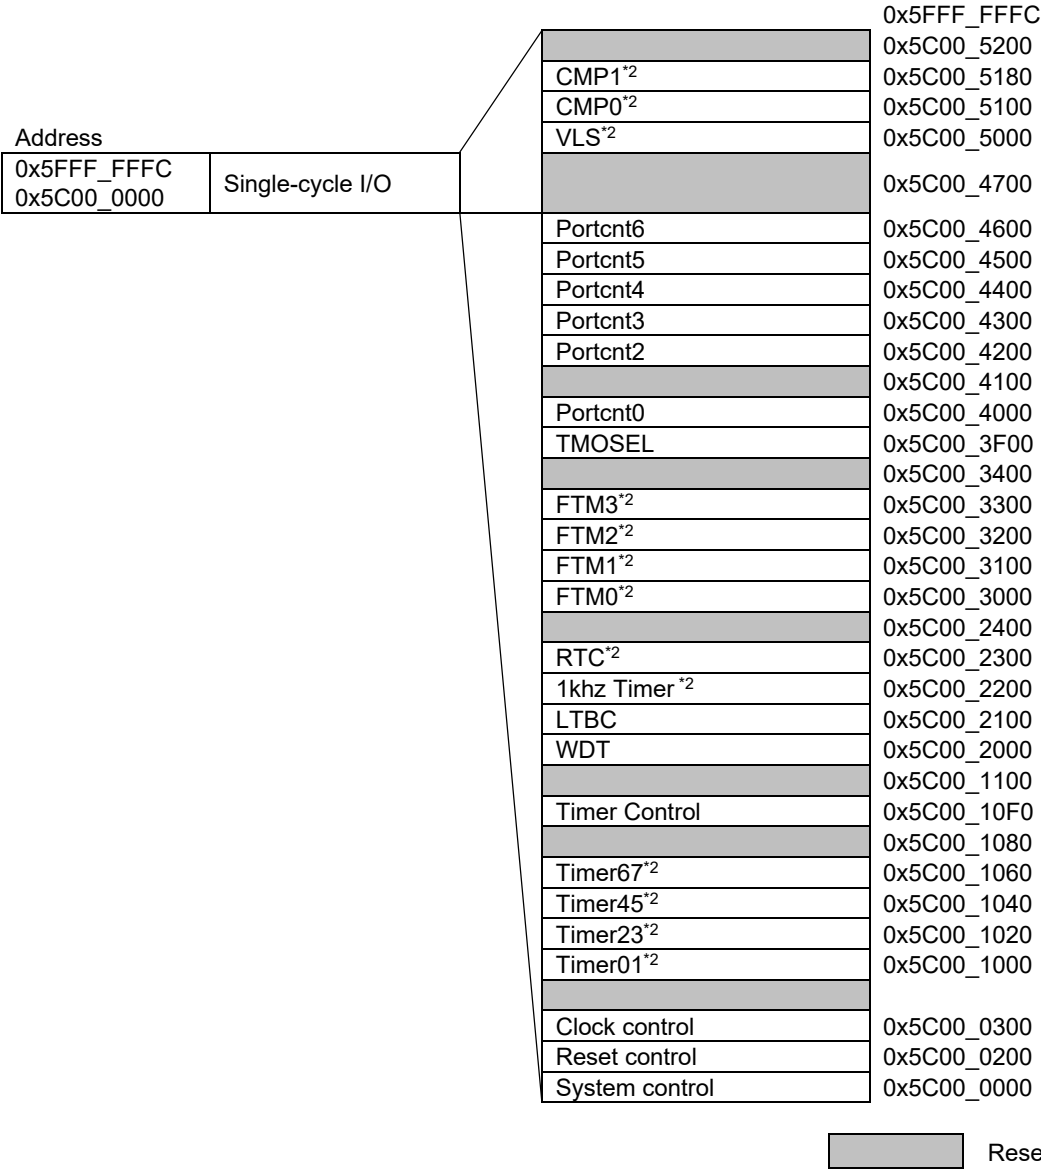 0x5FFF_FFFC
0x5C00_5200
CMP1*2 0x5C00_5180
CMP0*2 0x5C00_5100
Address
VLS*2 0x5C00_5000
0x5FFF_FFFC
0x5C00_0000
Single-cycle I/O
0x5C00_4700
Portcnt6 0x5C00_4600
Portcnt5 0x5C00_4500
Portcnt4 0x5C00_4400
Portcnt3 0x5C00_4300
Portcnt2 0x5C00_4200
0x5C00_4100
Portcnt0 0x5C00_4000
TMOSEL 0x5C00_3F00
0x5C00_3400
FTM3*2 0x5C00_3300
FTM2*2 0x5C00_3200
FTM1*2 0x5C00_3100
FTM0*2 0x5C00_3000
0x5C00_2400
RTC*2 0x5C00_2300
1khz Timer *2 0x5C00_2200
LTBC 0x5C00_2100
WDT 0x5C00_2000
0x5C00_1100
Timer Control 0x5C00_10F0
0x5C00_1080
Timer67*2 0x5C00_1060
Timer45*2 0x5C00_1040
Timer23*2 0x5C00_1020
Timer01*2 0x5C00_1000
Clock control 0x5C00_0300
Reset control 0x5C00_0200
System control 0x5C00_0000